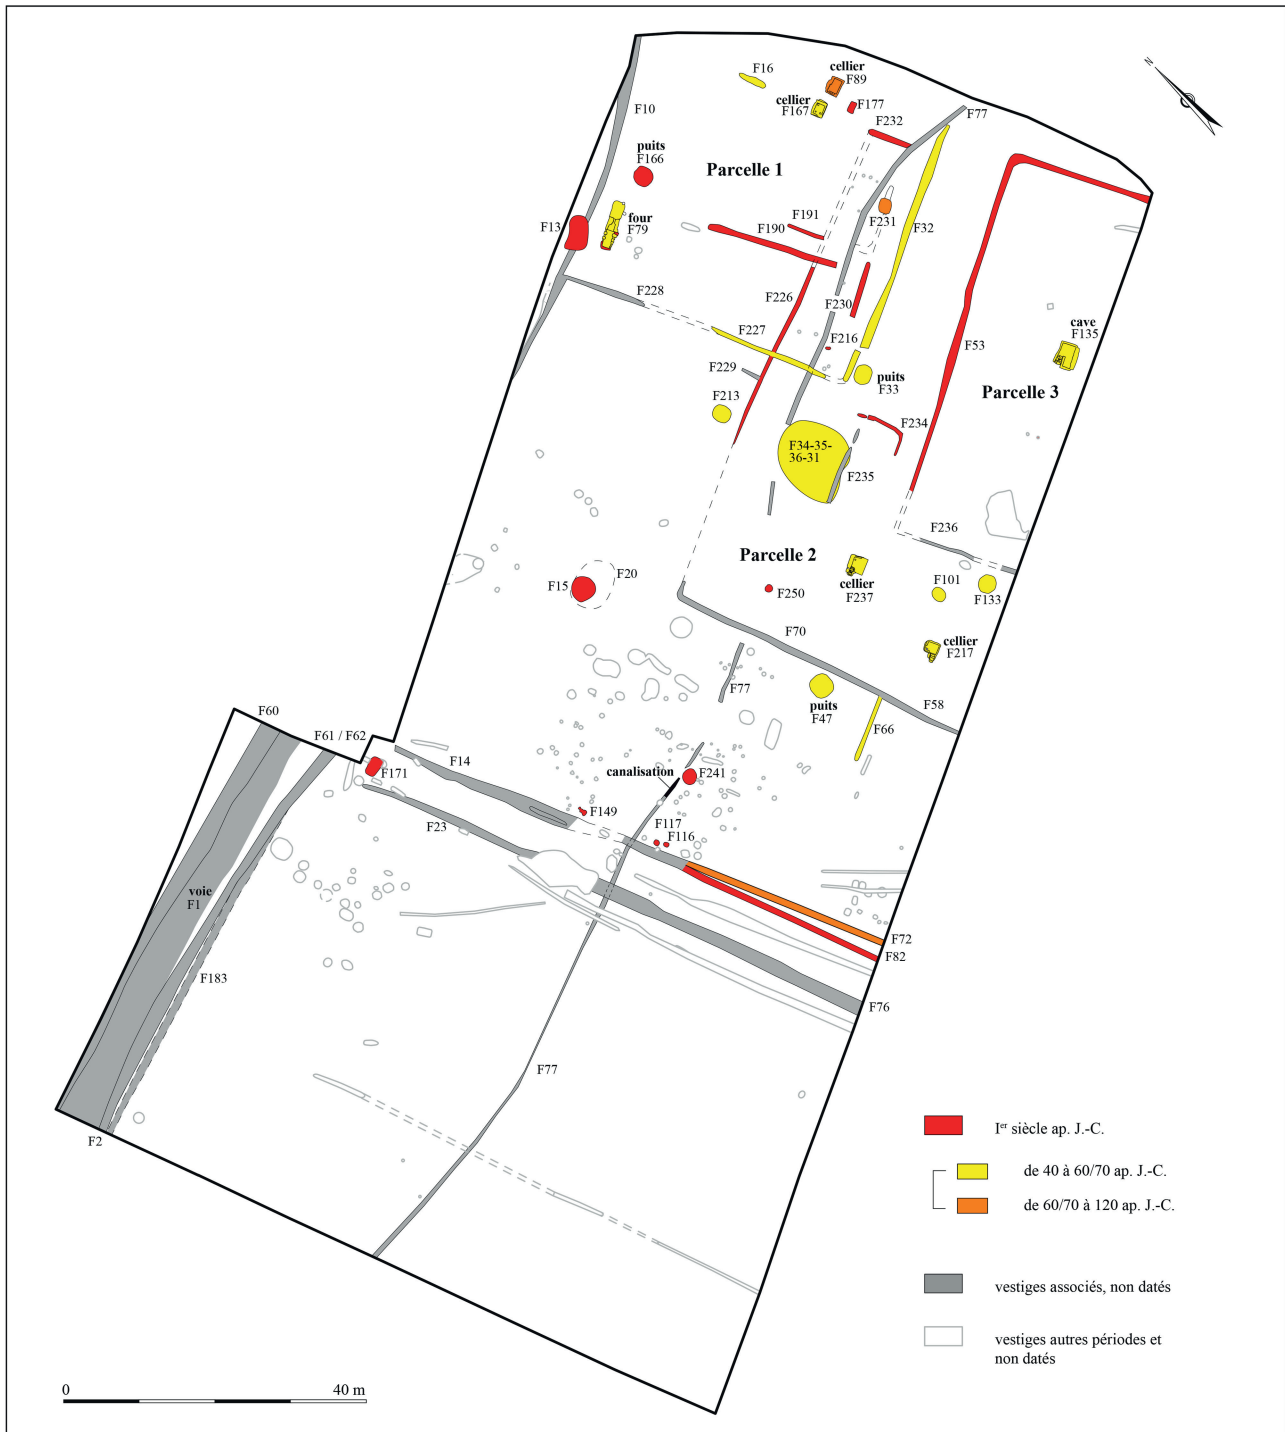 N
cellier
F89
F16
cellier
F167
F177
F10
F232
F77
puits
F166
Parcelle 1
four
F79
F13
F191
F190
F231
F32
F228
F226
F230
F227
F216
F229
puits
F33
F53
cave
F135
Parcelle 3
F213
F234
F34-35-
36-31
F235
F236
Parcelle 2
F20
F15
F250
cellier
F237
F101
F133
F70
cellier
F217
F77
puits
F47
F58
F66
F60
F61 / F62
F14
F171
canalisation
F241
F149
F117
F116
F23
voie
F1
F72
F82
F183
F76
F77
F2
Ier siècle ap. J.-C.
de 40 à 60/70 ap. J.-C.
de 60/70 à 120 ap. J.-C.
vestiges associés, non datés
vestiges autres périodes et
non datés
0 40 m